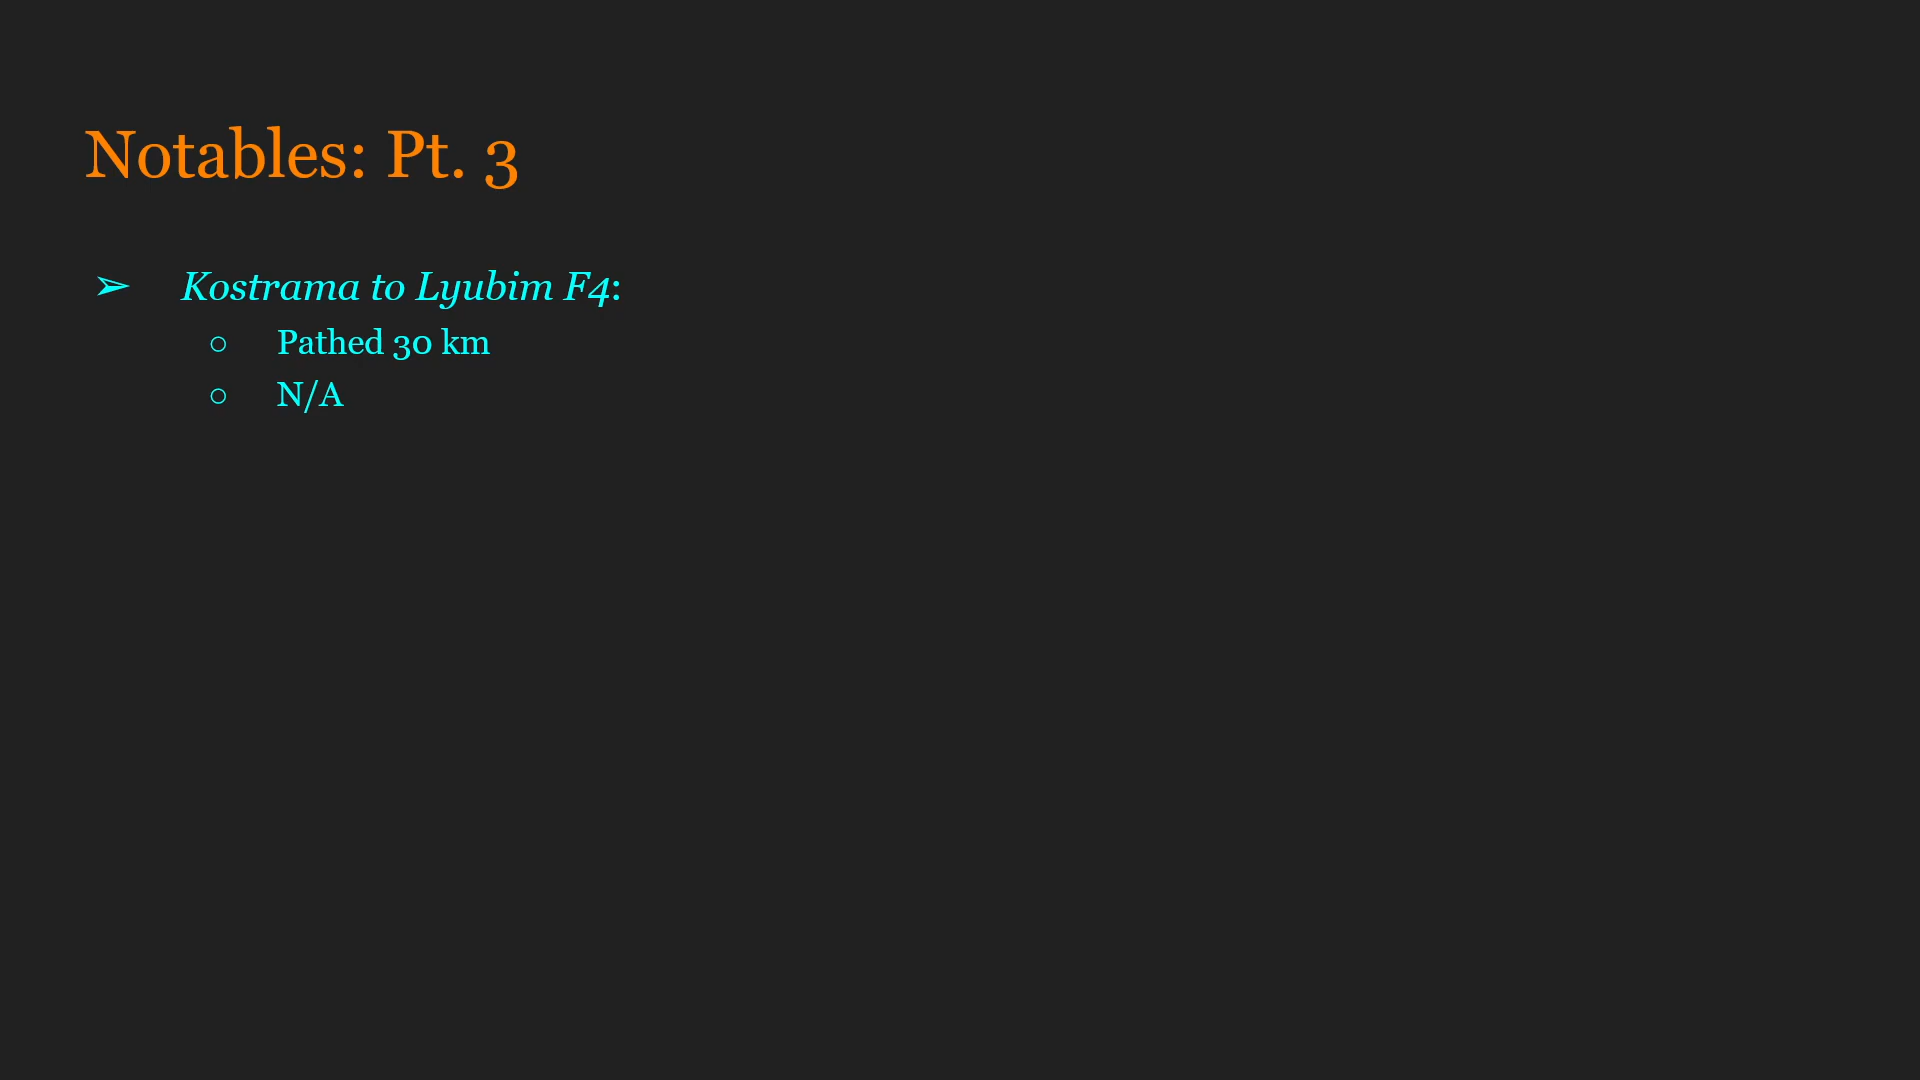 Notables: Pt. 3
➢ Kostrama to Lyubim F4:
○ Pathed 30 km
○ N/A